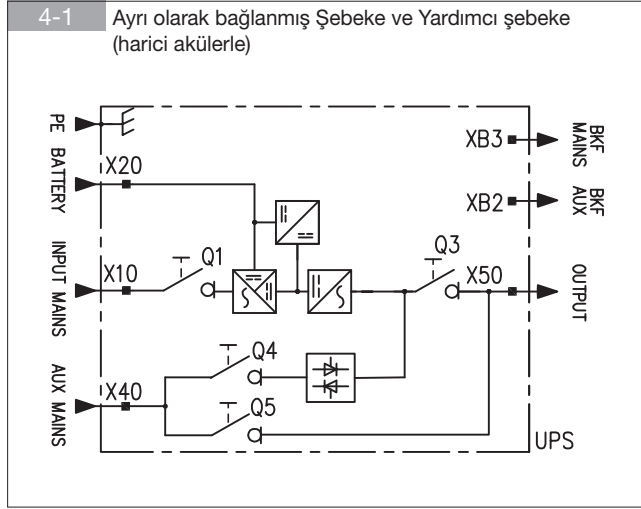 4-1 Ayrı olarak bağlanmış Şebeke ve Yardımcı şebeke
(harici akülerle)
PE
BATTERY
INPUT MAINS
AUX MAINS
X20
X10
X40
Q1
Q4
Q5
Q3
X50
XB3
XB2
BKF
MAINS
BKF
AUX
OUTPUT
UPS